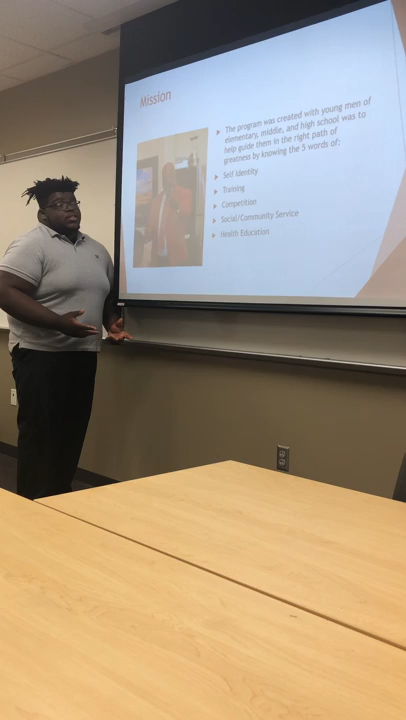 Mission
The program was created with young men of
elementary, middle, and high school was to
help guide them in the right path of
greatness by knowing the 5 words of:
Self Identity
Training
Competition
Social/Community Service
Health Education